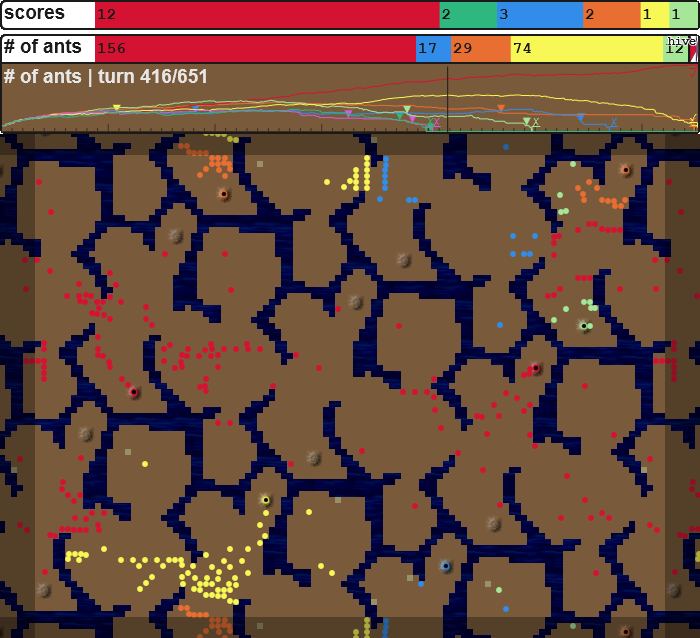 scores 12 2 3 2 1 1
# of ants 156 17 29 74 12
hive
# of ants | turn 416/651